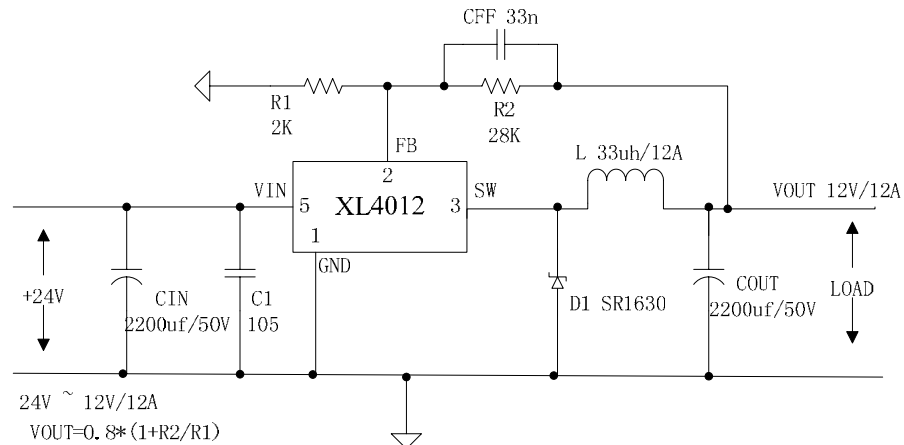 CFF 33n
R1
2K
R2
28K
FB
L 33uh/12A
VIN
2
SW
VOUT 12V/12A
5
XL4012
3
1
GND
+24V
CIN
2200uf/50V
C1
105
D1 SR1630
COUT
2200uf/50V
LOAD
24V ~ 12V/12A
VOUT=0.8*(1+R2/R1)